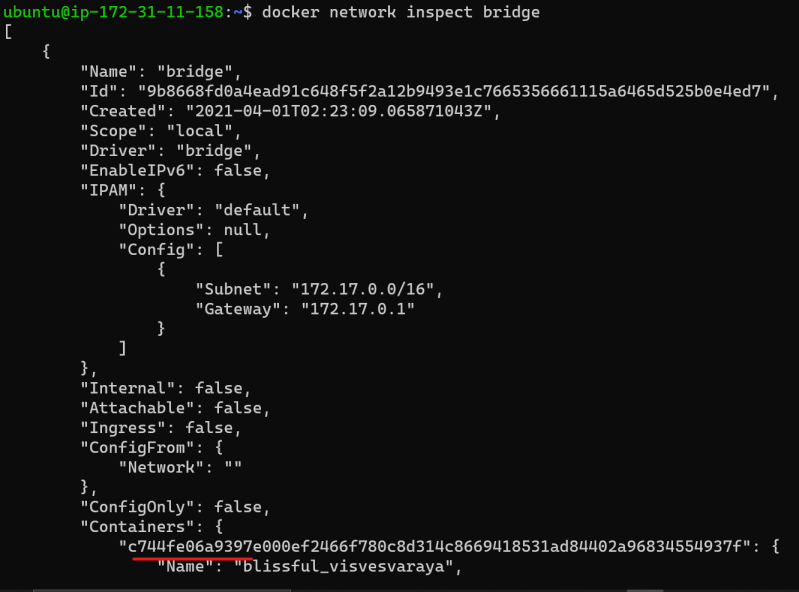 ubuntu@ip-172-31-11-158:~$ docker network inspect bridge
[
    {
        "Name": "bridge",
        "Id": "9b8668fd0a4ead91c648f5f2a12b9493e1c7665356661115a6465d525b0e4ed7",
        "Created": "2021-04-01T02:23:09.065871043Z",
        "Scope": "local",
        "Driver": "bridge",
        "EnableIPv6": false,
        "IPAM": {
            "Driver": "default",
            "Options": null,
            "Config": [
                {
                    "Subnet": "172.17.0.0/16",
                    "Gateway": "172.17.0.1"
                }
            ]
        },
        "Internal": false,
        "Attachable": false,
        "Ingress": false,
        "ConfigFrom": {
            "Network": ""
        },
        "ConfigOnly": false,
        "Containers": {
            "c744fe06a9397e000ef2466f780c8d314c8669418531ad84402a96834554937f": {
                "Name": "blissful_visvesvaraya",